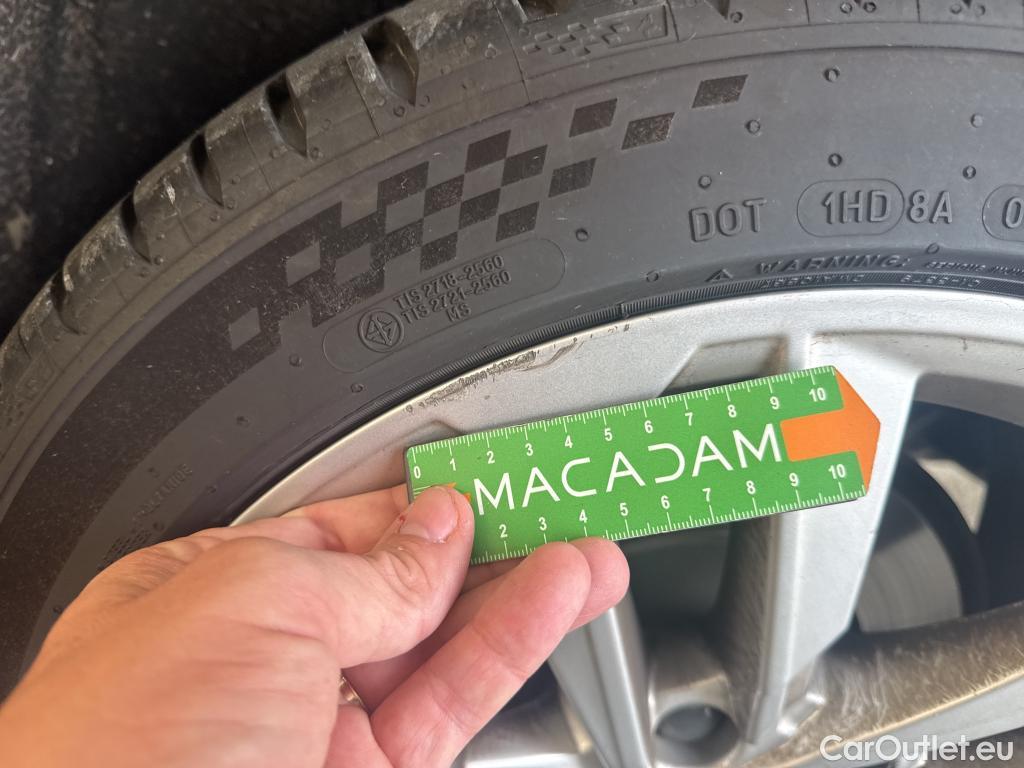 DOT 1HD 8A 0
TIS 2718-2560
TIS 2721-2560
MS
WARNING:
0 1 2 3 4 5 6 7 8 9 10
MACADAM
2 3 4 5 6 7 8 9 10
CarOutlet.eu